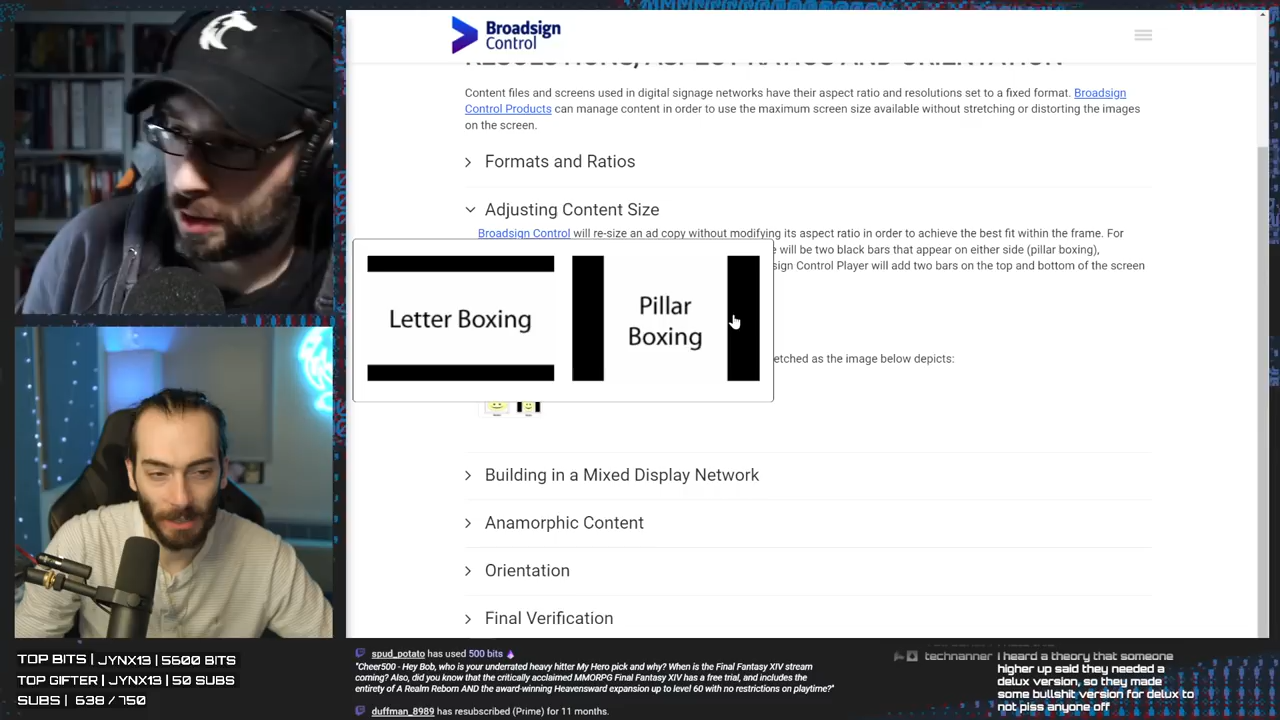 Broadsign
Control
RESOLUTIONS, ASPECT RATIOS AND ORIENTATION
Content files and screens used in digital signage networks have their aspect ratio and resolutions set to a fixed format. Broadsign
Control Products can manage content in order to use the maximum screen size available without stretching or distorting the images
on the screen.
Formats and Ratios
Adjusting Content Size
Broadsign Control will re-size an ad copy without modifying its aspect ratio in order to achieve the best fit within the frame. For
will be two black bars that appear on either side (pillar boxing),
sign Control Player will add two bars on the top and bottom of the screen
Letter Boxing
Pillar
Boxing
etched as the image below depicts:
Building in a Mixed Display Network
Anamorphic Content
Orientation
Final Verification
TOP BITS | JYNX13 | 5600 BITS
TOP GIFTER | JYNX13 | 50 SUBS
SUBS | 638 / 750
spud_potato has used 500 bits
"Cheer500 - Hey Bob, who is your underrated heavy hitter My Hero pick and why? When is the Final Fantasy XIV stream
coming? Also, did you know that the critically acclaimed MMORPG Final Fantasy XIV has a free trial, and includes the
entirety of A Realm Reborn AND the award-winning Heavensward expansion up to level 60 with no restrictions on playtime?"
duffman_8989 has resubscribed (Prime) for 11 months.
technanner I heard a theory that someone
higher up said they needed a
delux version, so they made
some bullshit version for delux to
not piss anyone off